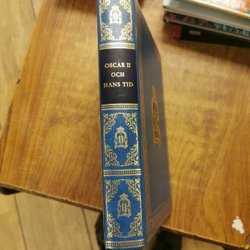 OSCAR II
OCH
HANS TID